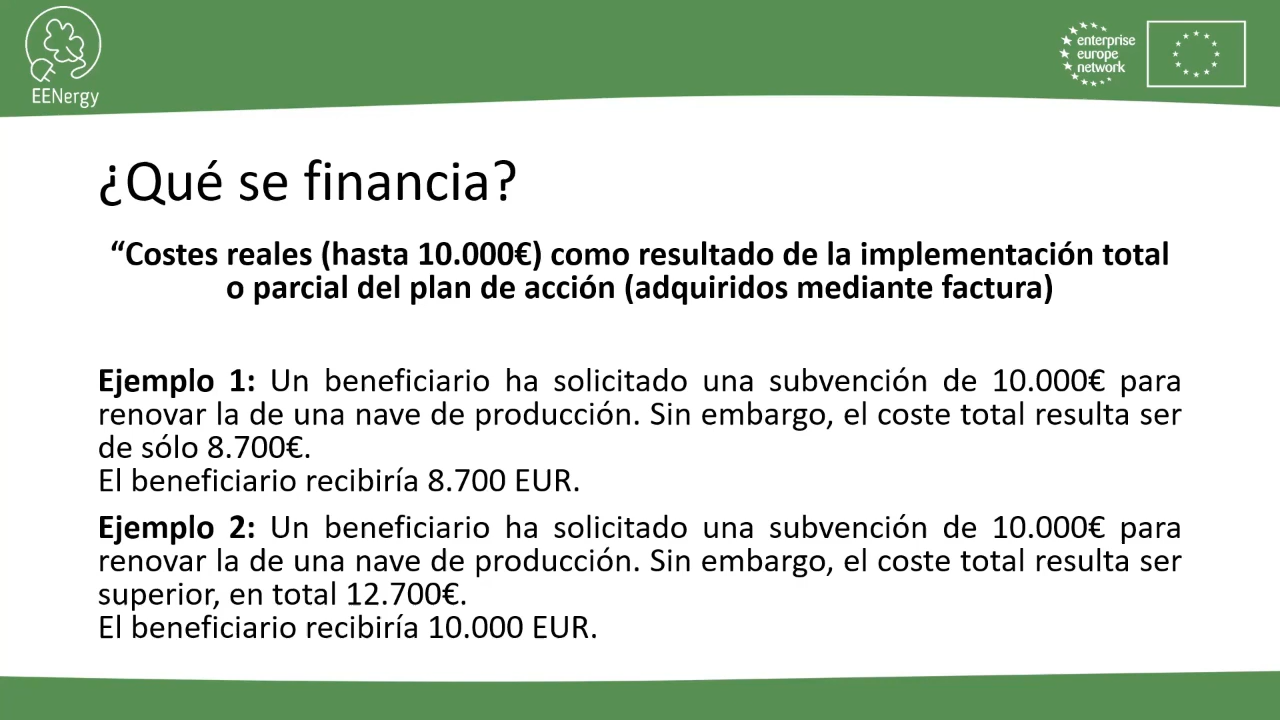 EENergy
enterprise
europe
network
¿Qué se financia?
“Costes reales (hasta 10.000€) como resultado de la implementación total
o parcial del plan de acción (adquiridos mediante factura)
Ejemplo 1: Un beneficiario ha solicitado una subvención de 10.000€ para
renovar la de una nave de producción. Sin embargo, el coste total resulta ser
de sólo 8.700€.
El beneficiario recibiría 8.700 EUR.
Ejemplo 2: Un beneficiario ha solicitado una subvención de 10.000€ para
renovar la de una nave de producción. Sin embargo, el coste total resulta ser
superior, en total 12.700€.
El beneficiario recibiría 10.000 EUR.